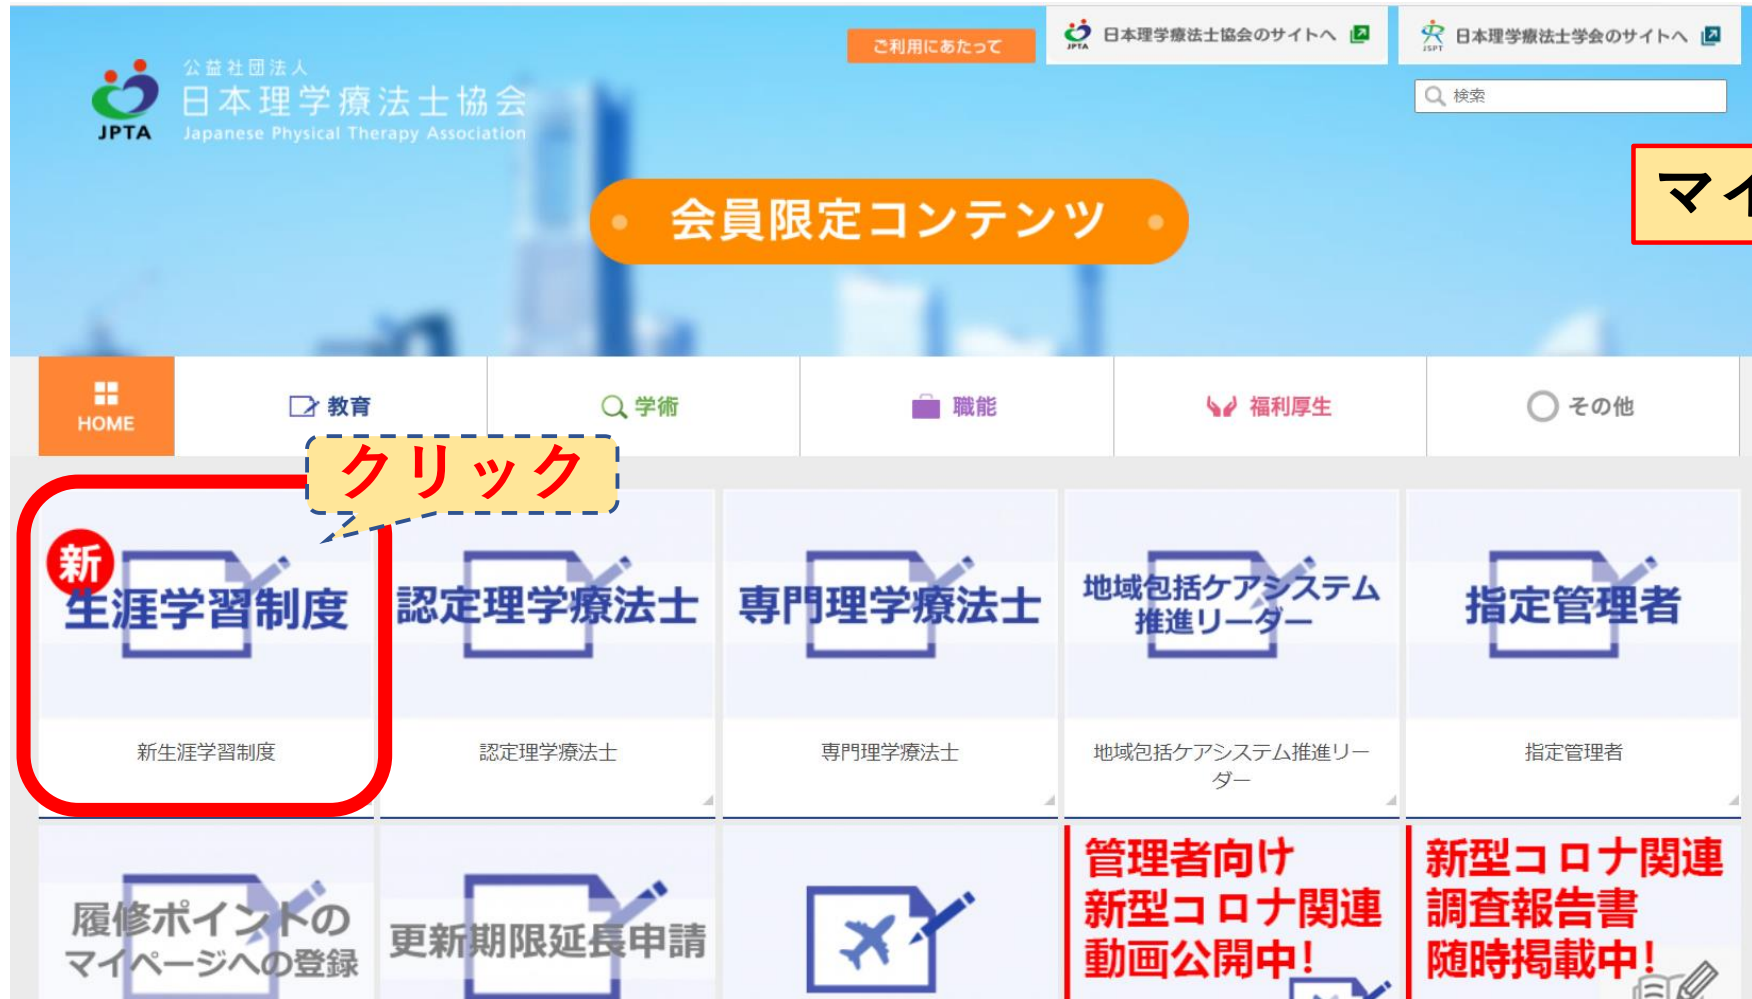 ご利用にあたって
JPTA
日本理学療法士協会のサイトへ
JSPT
日本理学療法士学会のサイトへ
検索
JPTA
公益社団法人
日本理学療法士協会
Japanese Physical Therapy Association
会員限定コンテンツ
マイ
HOME
教育
学術
職能
福利厚生
その他
クリック
新
生涯学習制度
認定理学療法士
専門理学療法士
地域包括ケアシステム
推進リーダー
指定管理者
新生涯学習制度
認定理学療法士
専門理学療法士
地域包括ケアシステム推進リー
ダー
指定管理者
履修ポイントの
マイページへの登録
更新期限延長申請
管理者向け
新型コロナ関連
動画公開中!
新型コロナ関連
調査報告書
随時掲載中!